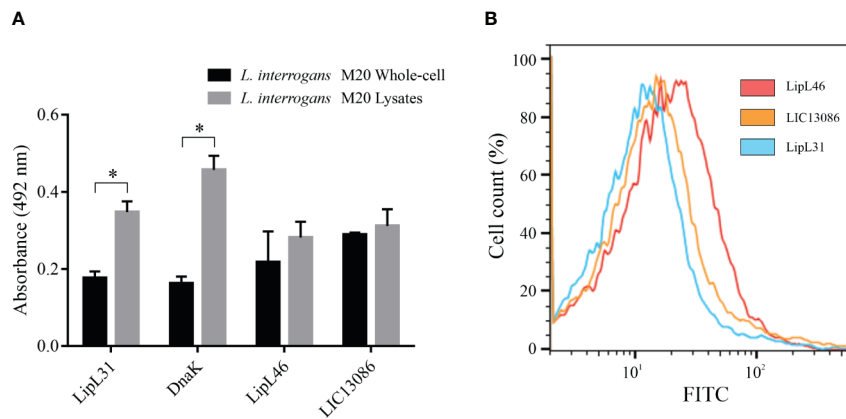 A
L. interrogans M20 Whole-cell
L. interrogans M20 Lysates
Absorbance (492 nm)
0.6
0.4
0.2
0.0
*
*
LipL31
DnaK
LipL46
LIC13086
B
Cell count (%)
100
80
60
40
20
0
LipL46
LIC13086
LipL31
10¹
10²
FITC